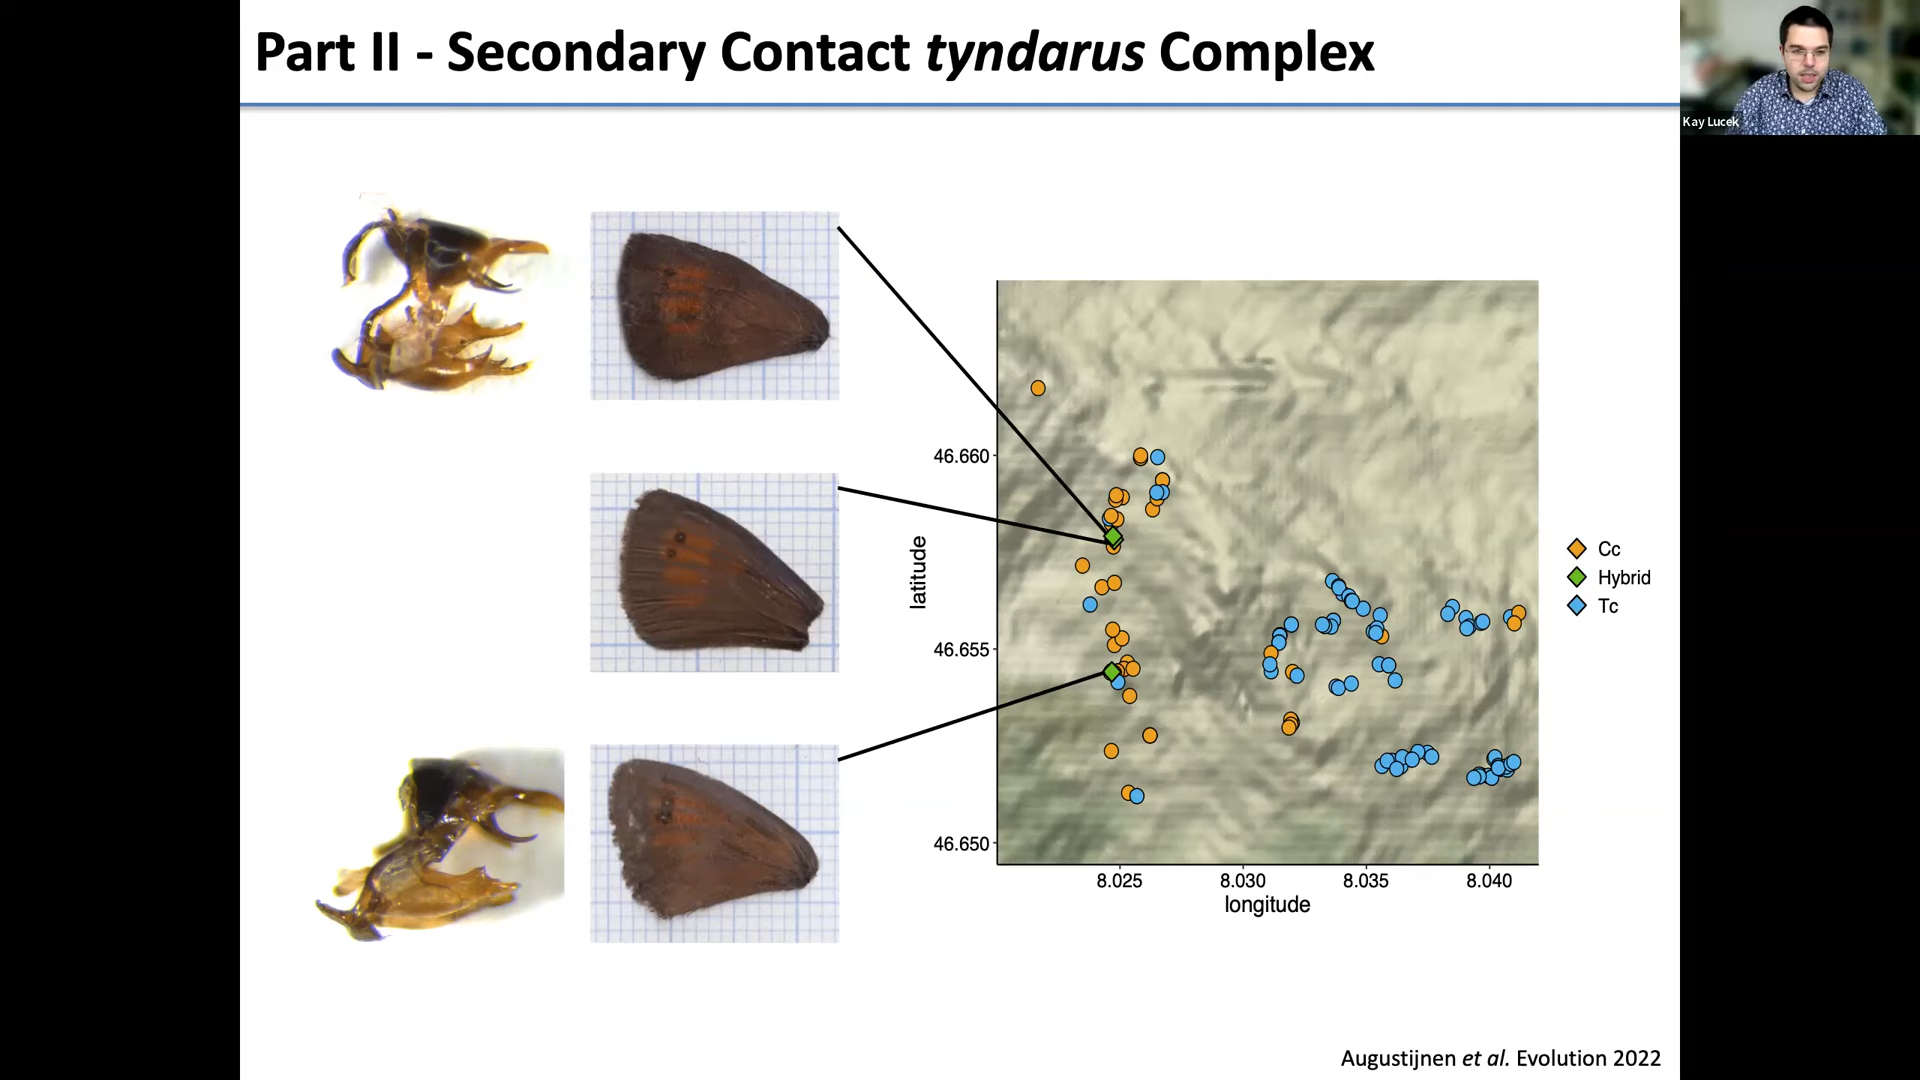 Part II - Secondary Contact tyndarus Complex
Kay Lucek
46.660
46.655
46.650
latitude
8.025 8.030 8.035 8.040
longitude
Cc
Hybrid
Tc
Augustijnen et al. Evolution 2022